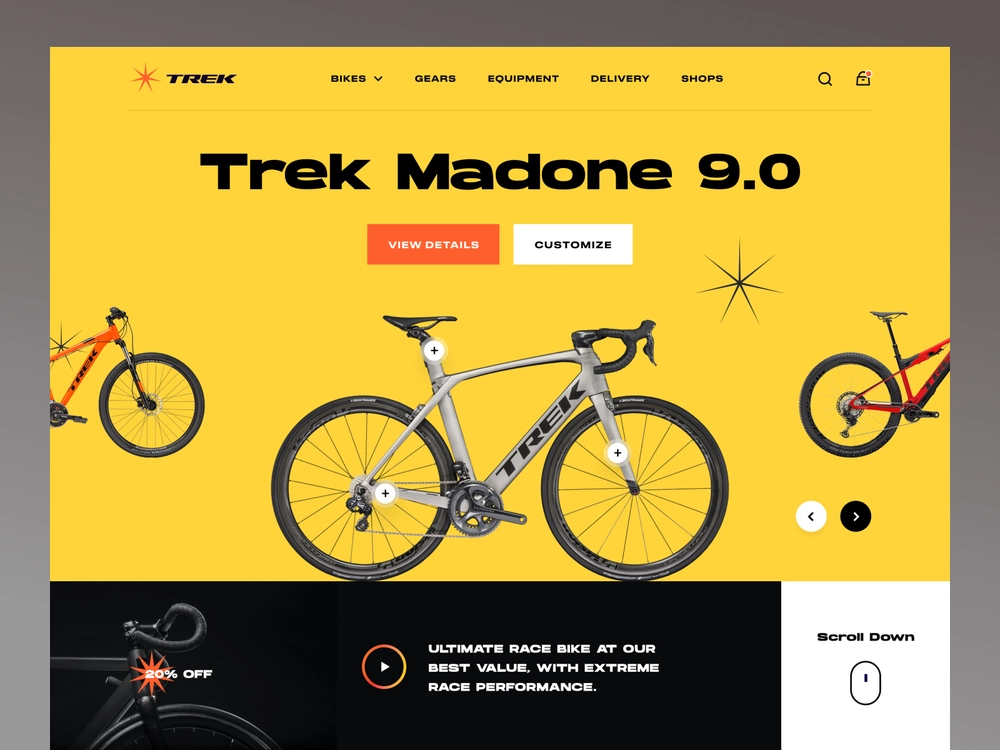 TREK
BIKES
GEARS
EQUIPMENT
DELIVERY
SHOPS
Trek Madone 9.0
VIEW DETAILS
CUSTOMIZE
TREK
TREK
20% OFF
ULTIMATE RACE BIKE AT OUR
BEST VALUE, WITH EXTREME
RACE PERFORMANCE.
Scroll Down